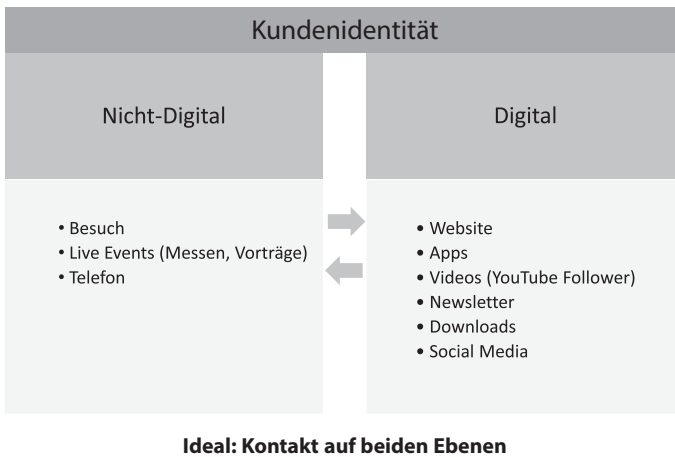 Kundenidentität
Nicht-Digital
• Besuch
• Live Events (Messen, Vorträge)
• Telefon
Digital
• Website
• Apps
• Videos (YouTube Follower)
• Newsletter
• Downloads
• Social Media
Ideal: Kontakt auf beiden Ebenen